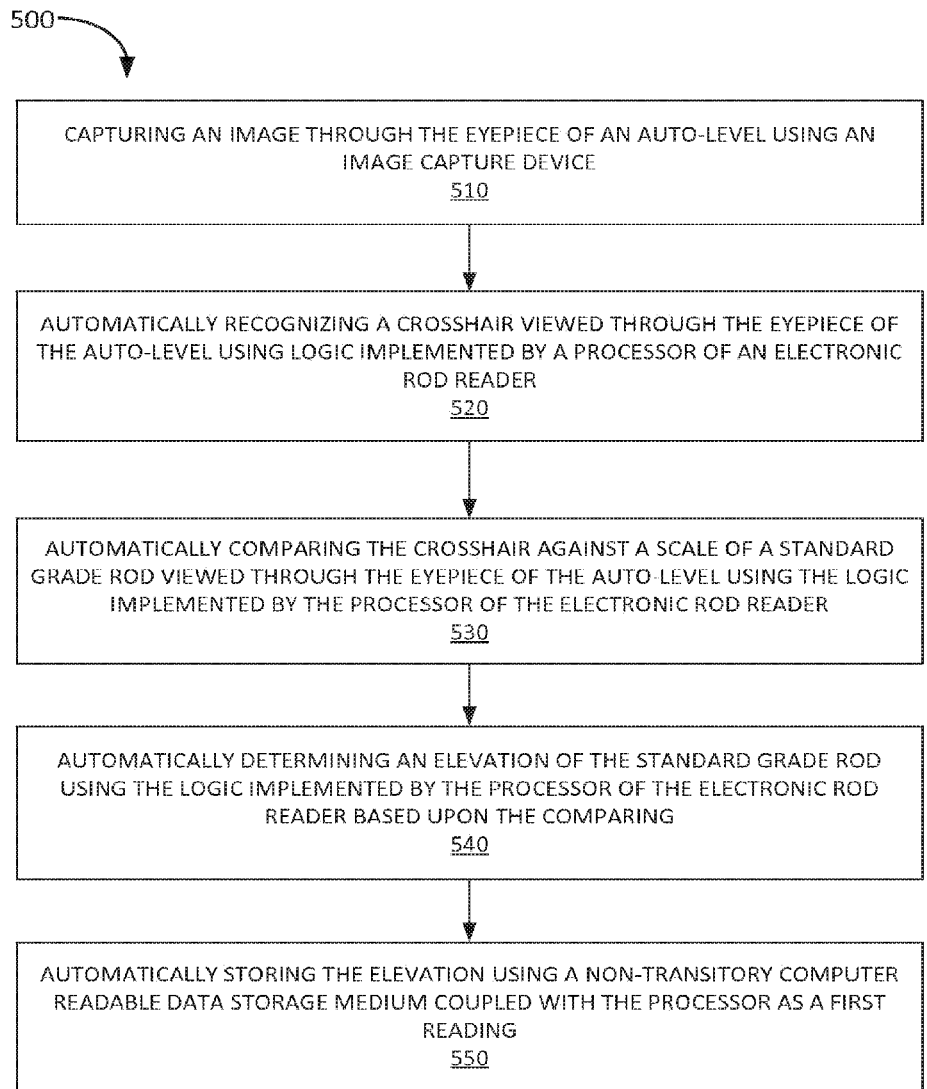 500
CAPTURING AN IMAGE THROUGH THE EYEPIECE OF AN AUTO-LEVEL USING AN
IMAGE CAPTURE DEVICE
510
AUTOMATICALLY RECOGNIZING A CROSSHAIR VIEWED THROUGH THE EYEPIECE OF
THE AUTO-LEVEL USING LOGIC IMPLEMENTED BY A PROCESSOR OF AN ELECTRONIC
ROD READER
520
AUTOMATICALLY COMPARING THE CROSSHAIR AGAINST A SCALE OF A STANDARD
GRADE ROD VIEWED THROUGH THE EYEPIECE OF THE AUTO-LEVEL USING THE LOGIC
IMPLEMENTED BY THE PROCESSOR OF THE ELECTRONIC ROD READER
530
AUTOMATICALLY DETERMINING AN ELEVATION OF THE STANDARD GRADE ROD
USING THE LOGIC IMPLEMENTED BY THE PROCESSOR OF THE ELECTRONIC ROD
READER BASED UPON THE COMPARING
540
AUTOMATICALLY STORING THE ELEVATION USING A NON-TRANSITORY COMPUTER
READABLE DATA STORAGE MEDIUM COUPLED WITH THE PROCESSOR AS A FIRST
READING
550